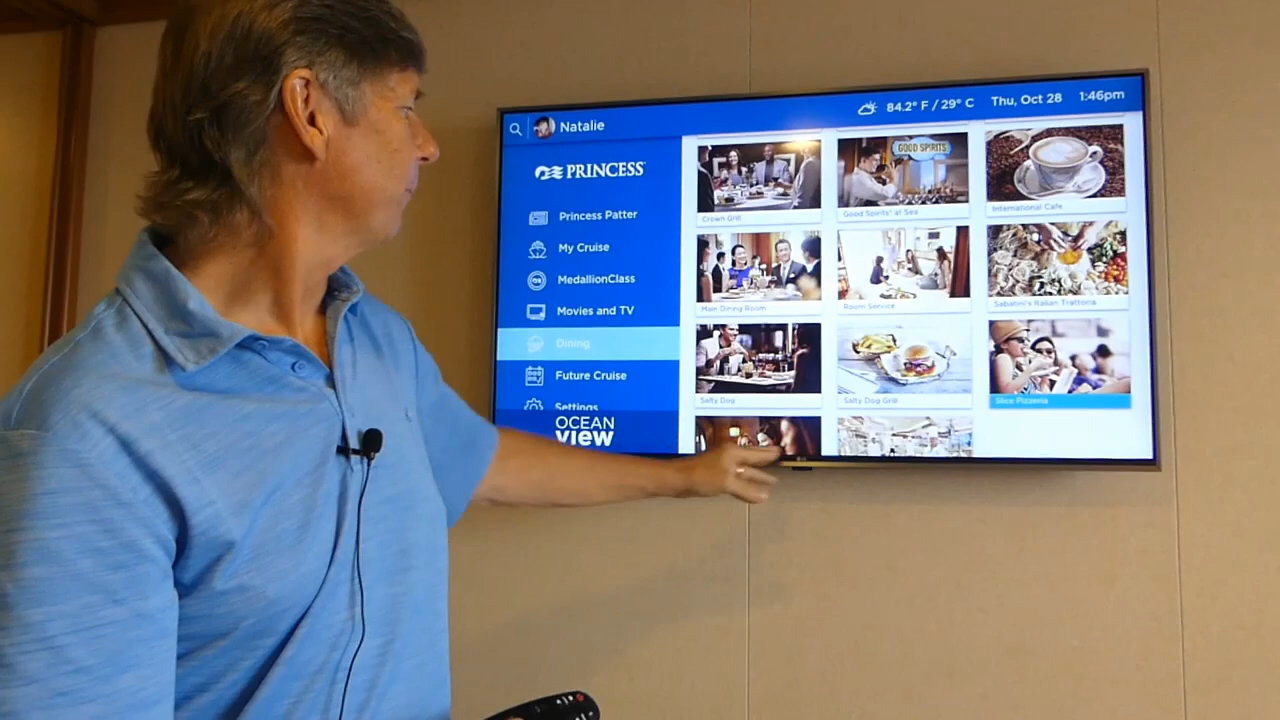 Natalie
84.2° F / 29° C Thu, Oct 28 1:46pm
PRINCESS
Princess Patter
My Cruise
MedallionClass
Movies and TV
Dining
Future Cruise
Settings
OCEAN
view
GOOD SPIRITS
Crown Grill
Good Spirits® at Sea
International Cafe
Main Dining Room
Room Service
Sabatini's Italian Trattoria
Salty Dog
Salty Dog Grill
Slice Pizzeria